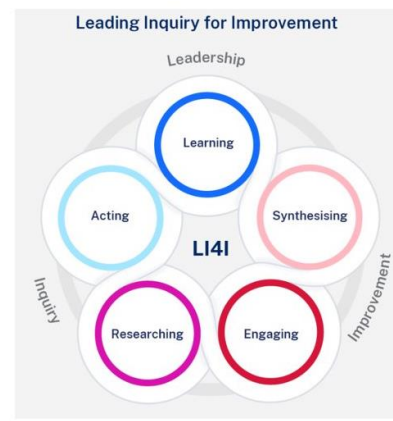 Leading Inquiry for Improvement
Leadership
Learning
Acting
Synthesising
LI4I
Inquiry
Improvement
Researching
Engaging